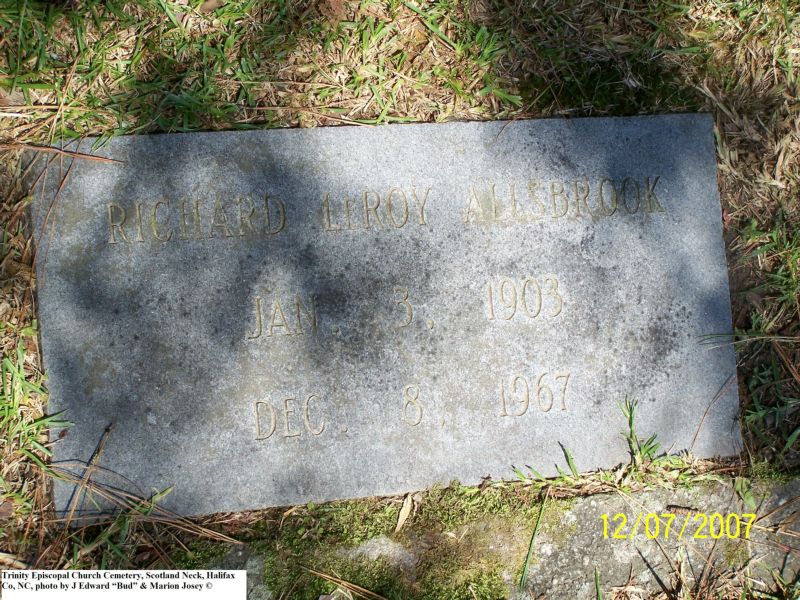 RICHARD LEROY ALLSBROOK
JAN. 3. 1903
DEC. 8. 1967
12/07/2007
Trinity Episcopal Church Cemetery, Scotland Neck, Halifax
Co, NC, photo by J Edward “Bud” & Marion Josey ©